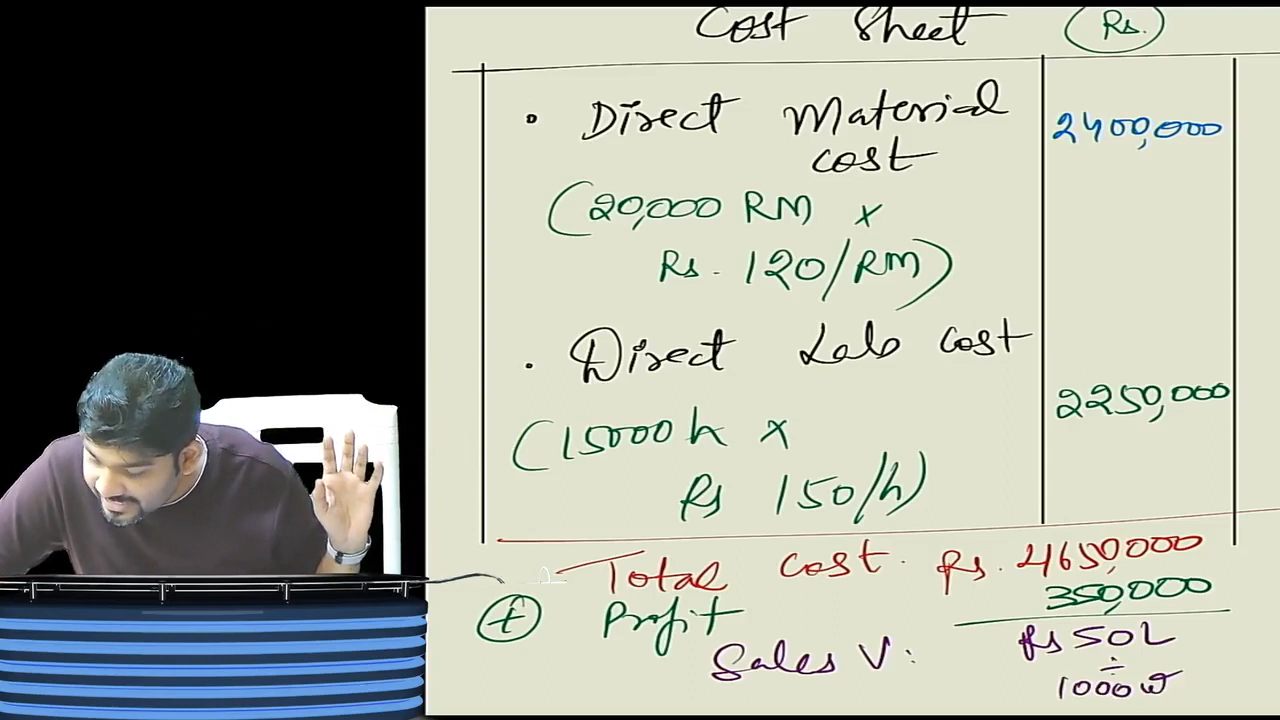 Cost Sheet Rs.
• Direct Material 2400,000
cost
(20,000 RM x
Rs. 120/RM)
• Direct Lab cost
2250,000
(15000 h x
Rs 150/h)
Total cost. Rs. 4650,000
+ Profit 350,000
Sales V: Rs 50L
÷
1000